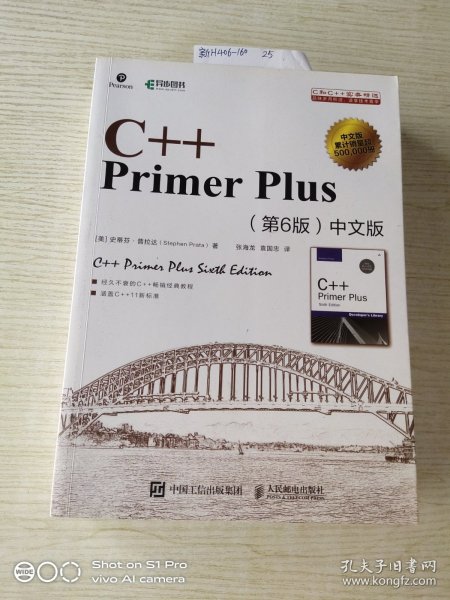 新H406-160 25
Pearson
异步图书
C和C++实务精选
C++
Primer Plus
中文版
累计销量超
500,000册
（第6版）中文版
[美] 史蒂芬·普拉达（Stephen Prata）著 张海龙 袁国忠 译
C++ Primer Plus Sixth Edition
■ 经久不衰的C++畅销经典教程
■ 涵盖C++11新标准
C++
Primer Plus
Sixth Edition
Developer's Library
中国工信出版集团
人民邮电出版社
POSTS & TELECOM PRESS
WIDE
Shot on S1 Pro
vivo AI camera
孔夫子旧书网
www.kongfz.com